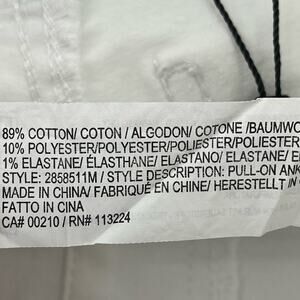 89% COTTON/ COTON / ALGODON/ COTONE /BAUMWO
10% POLYESTER/POLYESTER/POLIESTER/POLIESTER
1% ELASTANE/ ÉLASTHANE/ ELASTANO/ ELASTANE/ E
STYLE: 2858511M / STYLE DESCRIPTION: PULL-ON ANK
MADE IN CHINA/ FABRIQUÉ EN CHINE/ HERESTELLT IN C
FATTO IN CINA
CA# 00210 / RN# 113224